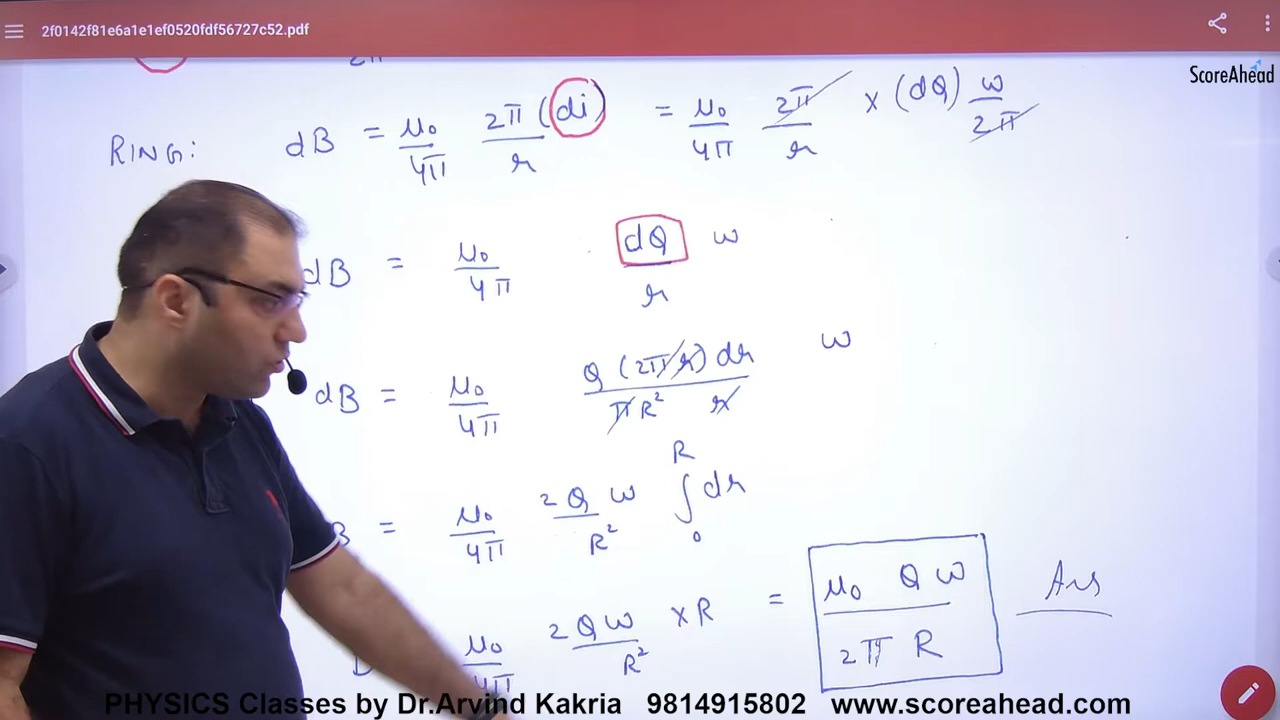 2f0142f81e6a1e1ef0520fdf56727c52.pdf
ScoreAhead
2π
RING: dB = μ₀/4π 2π(di)/r = μ₀/4π 2π/r × (dQ) ω/2π
dB = μ₀/4π dQ ω/r
dB = μ₀/4π Q(2πr)dr/πR² r ω
B = μ₀/4π 2Qω/R² ∫₀ᴿ dr
μ₀/4π 2Qω/R² × R = μ₀ Qω/2π R Ans
PHYSICS Classes by Dr.Arvind Kakria 9814915802 www.scoreahead.com